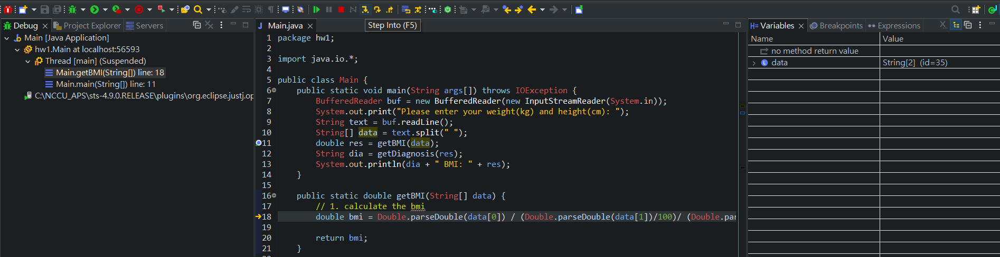 Debug
Project Explorer
Servers
Main [Java Application]
hw1.Main at localhost:56593
Thread [main] (Suspended)
Main.getBMI(String[]) line: 18
Main.main(String[]) line: 11
C:\NCCU_APS\sts-4.9.0.RELEASE\plugins\org.eclipse.justj.op
Main.java
Step Into (F5)
1 package hw1;
2
3 import java.io.*;
4
5 public class Main {
6 public static void main(String args[]) throws IOException {
7 BufferedReader buf = new BufferedReader(new InputStreamReader(System.in));
8 System.out.print("Please enter your weight(kg) and height(cm): ");
9 String text = buf.readLine();
10 String[] data = text.split(" ");
11 double res = getBMI(data);
12 String dia = getDiagnosis(res);
13 System.out.println(dia + " BMI: " + res);
14 }
15
16 public static double getBMI(String[] data) {
17 // 1. calculate the bmi
18 double bmi = Double.parseDouble(data[0]) / (Double.parseDouble(data[1])/100)/ (Double.par
19
20 return bmi;
21 }
Variables
Breakpoints
Expressions
Name Value
no method return value
data String[2] (id=35)